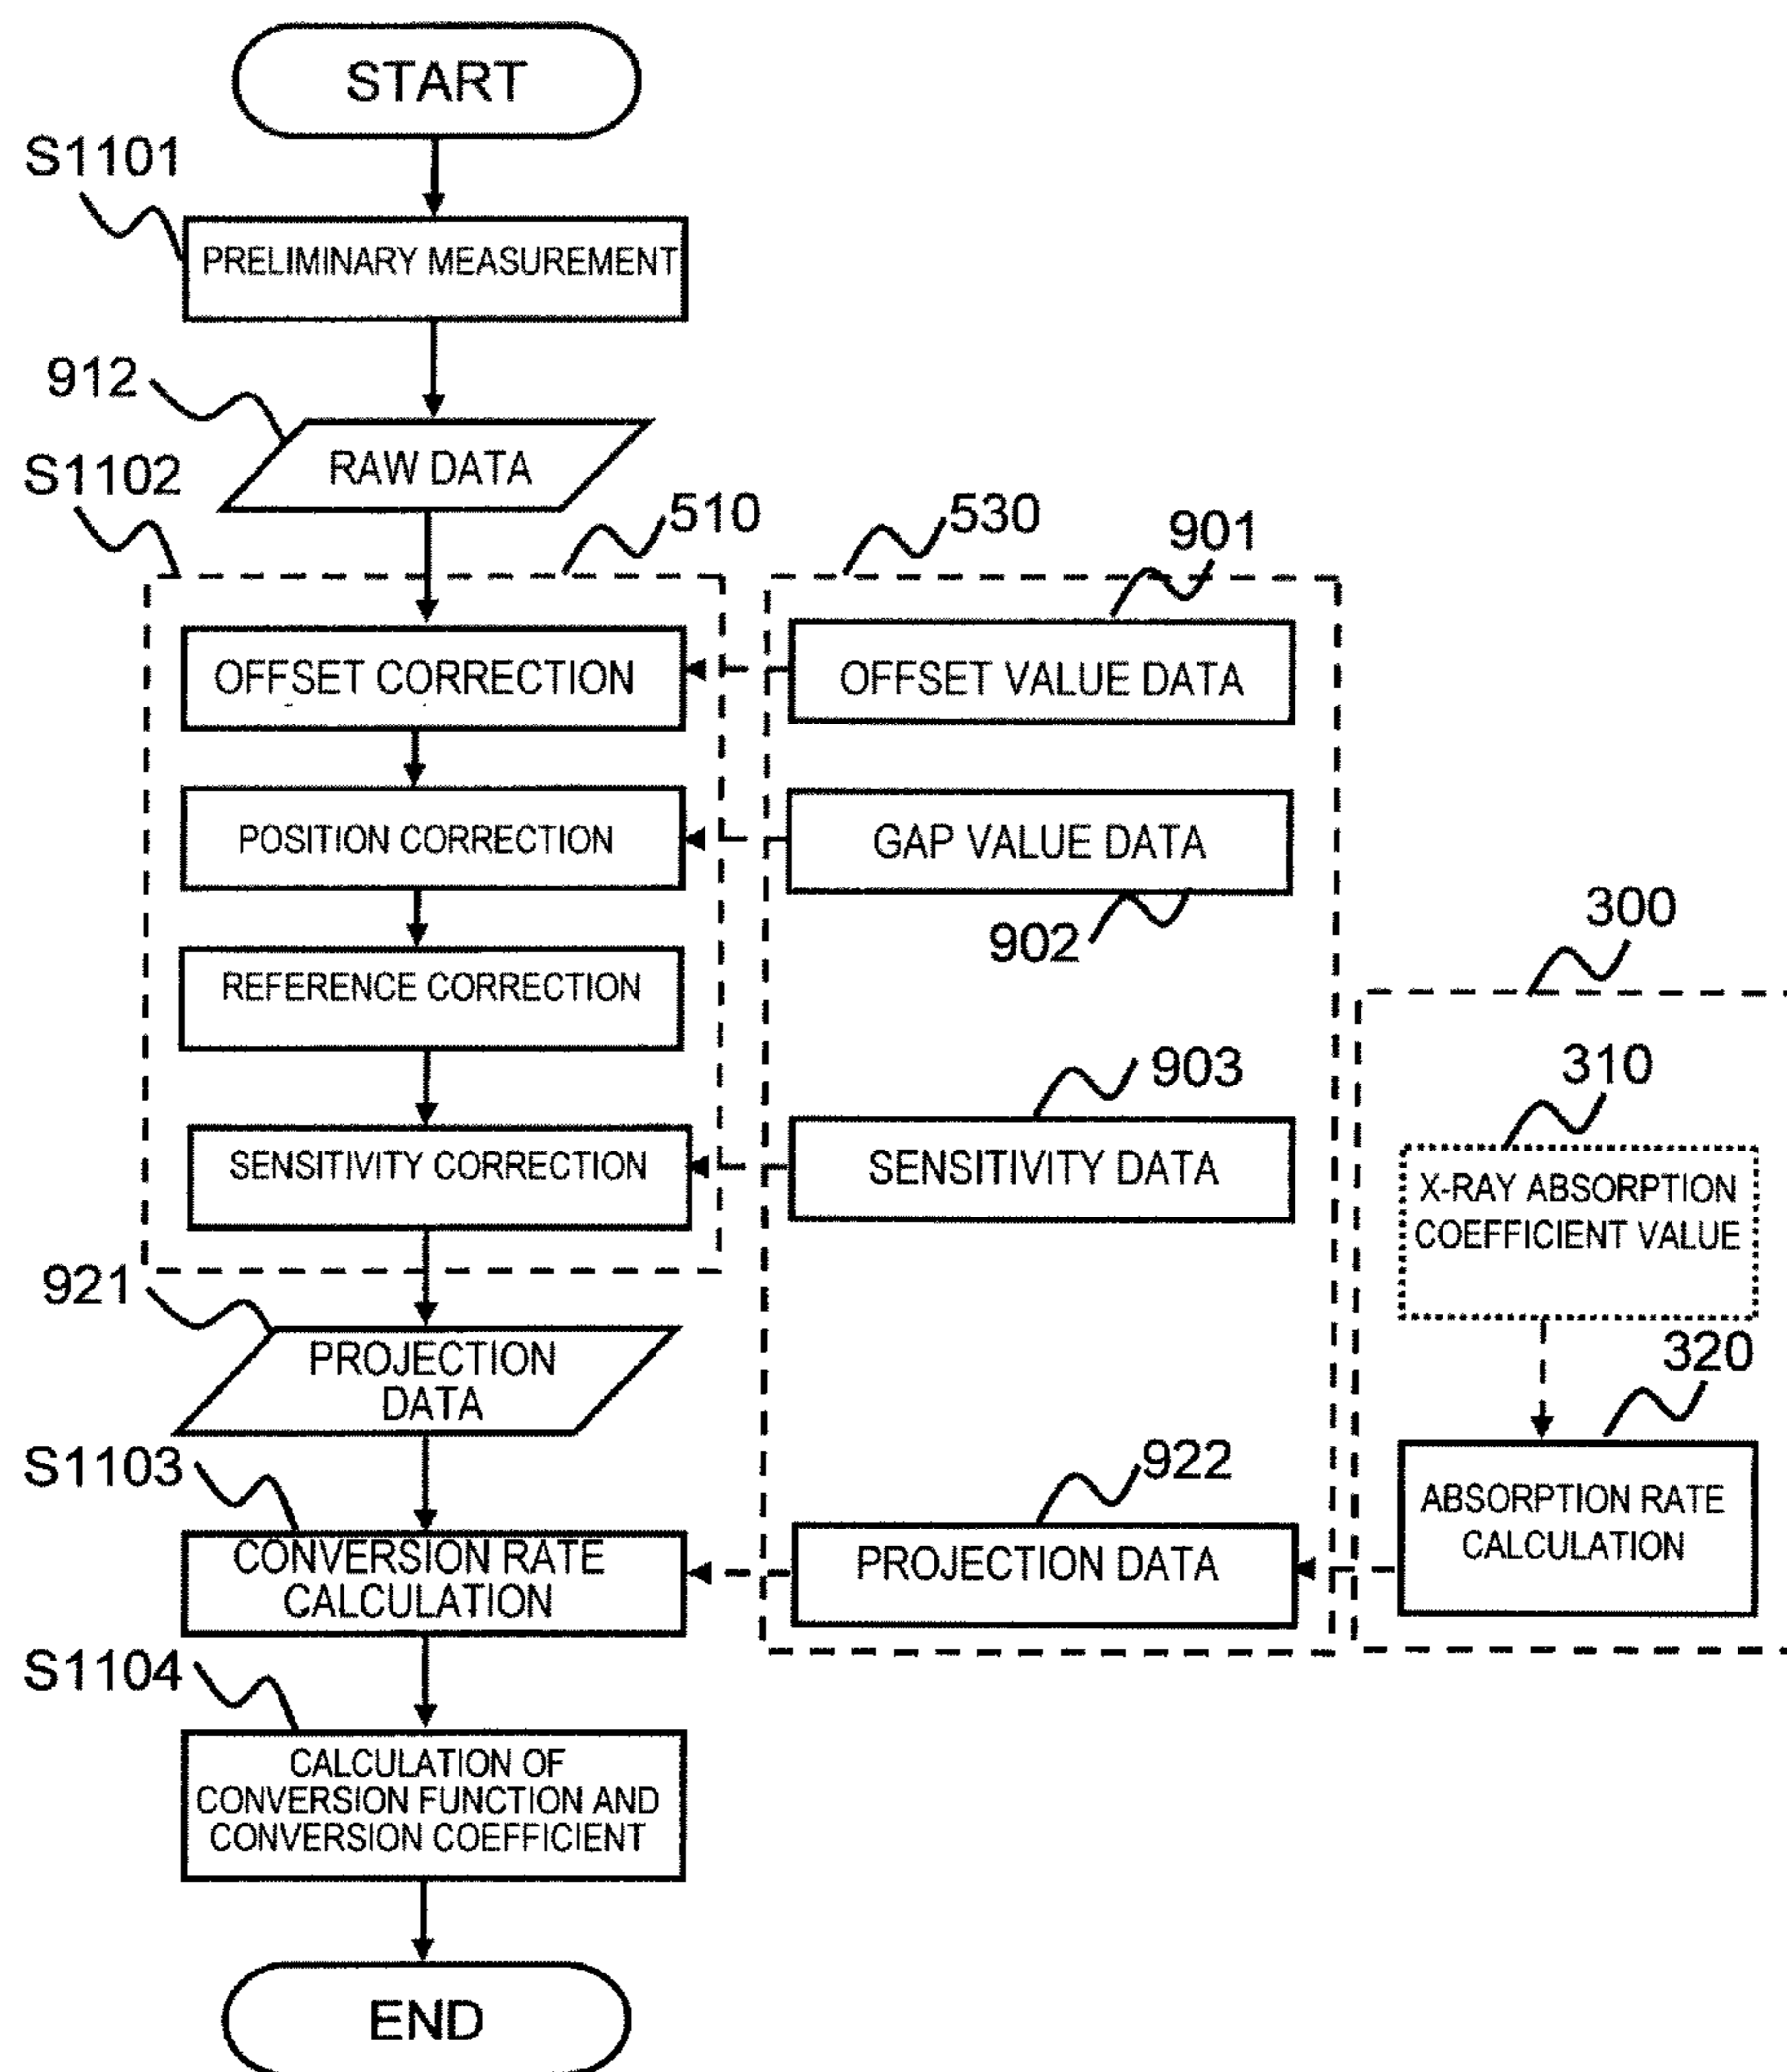 START
S1101
PRELIMINARY MEASUREMENT
912
RAW DATA
S1102
510
530
901
OFFSET CORRECTION
OFFSET VALUE DATA
POSITION CORRECTION
GAP VALUE DATA
902
REFERENCE CORRECTION
300
903
310
SENSITIVITY CORRECTION
SENSITIVITY DATA
X-RAY ABSORPTION
COEFFICIENT VALUE
921
PROJECTION
DATA
320
S1103
922
CONVERSION RATE
CALCULATION
PROJECTION DATA
ABSORPTION RATE
CALCULATION
S1104
CALCULATION OF
CONVERSION FUNCTION AND
CONVERSION COEFFICIENT
END